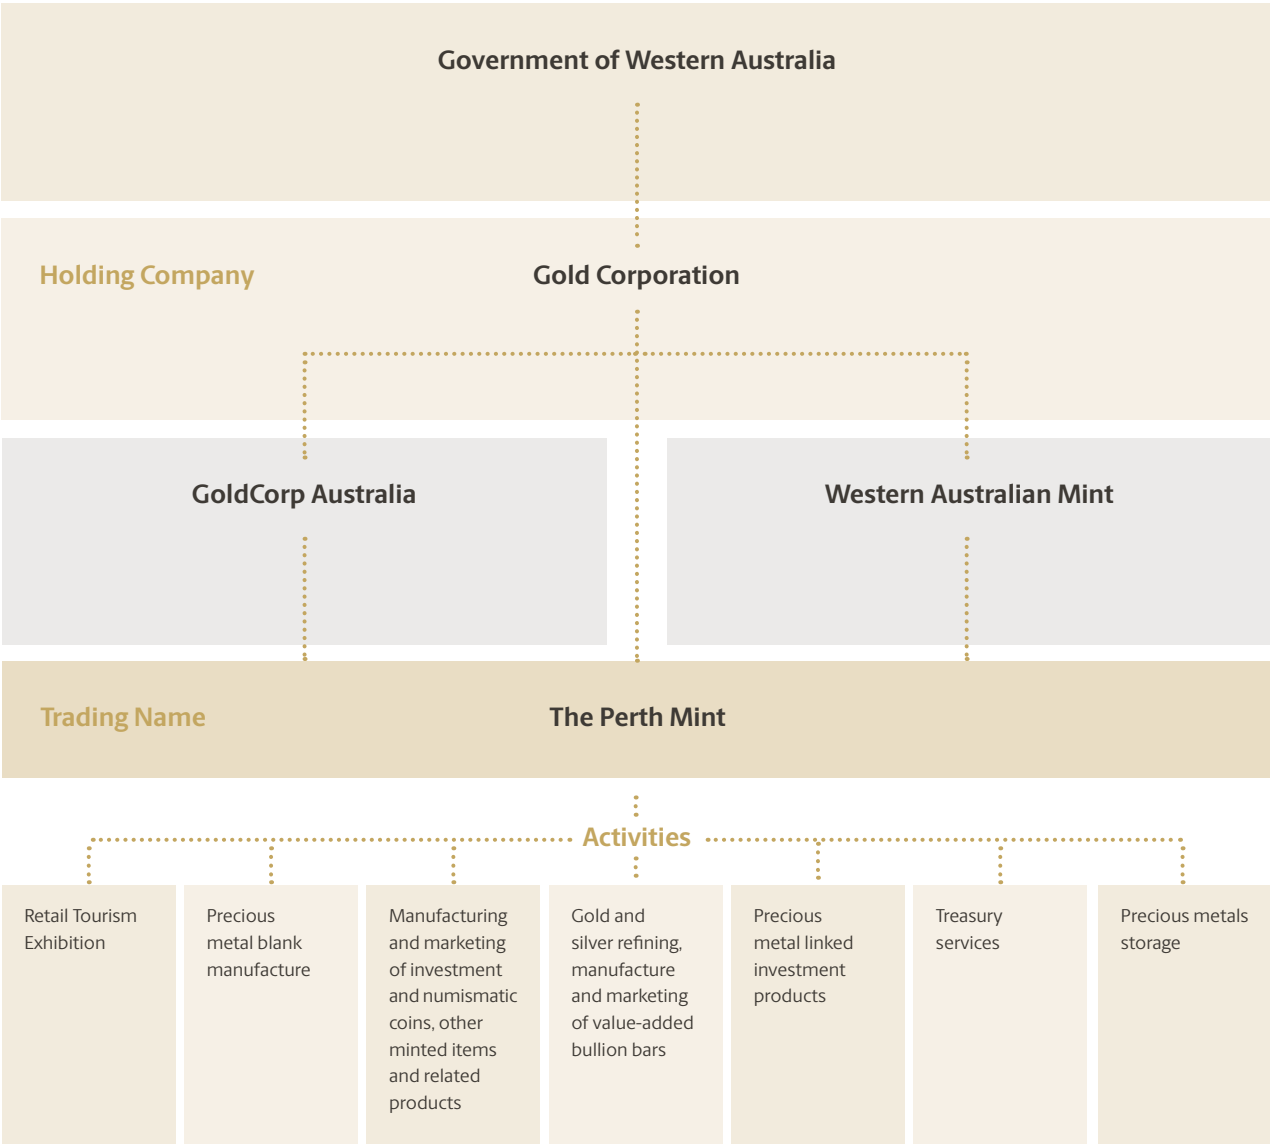 Government of Western Australia
Holding Company
Gold Corporation
GoldCorp Australia
Western Australian Mint
Trading Name
The Perth Mint
Activities
Retail Tourism
Exhibition
Precious
metal blank
manufacture
Manufacturing
and marketing
of investment
and numismatic
coins, other
minted items
and related
products
Gold and
silver refining,
manufacture
and marketing
of value-added
bullion bars
Precious
metal linked
investment
products
Treasury
services
Precious metals
storage